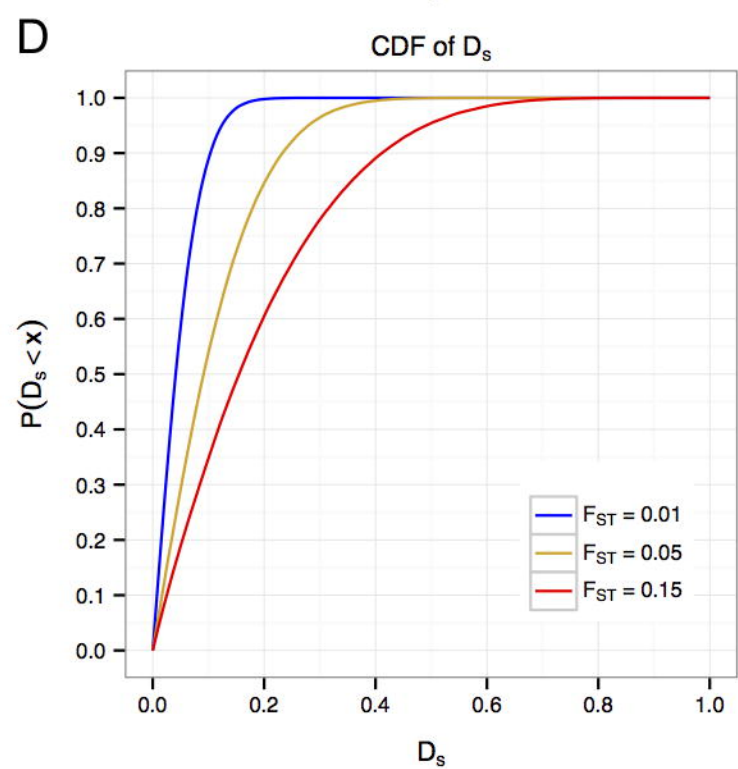 D
CDF of Ds
1.0
0.9
0.8
0.7
0.6
0.5
0.4
0.3
0.2
0.1
0.0
P(Ds < x)
FST = 0.01
FST = 0.05
FST = 0.15
0.0 0.2 0.4 0.6 0.8 1.0
Ds